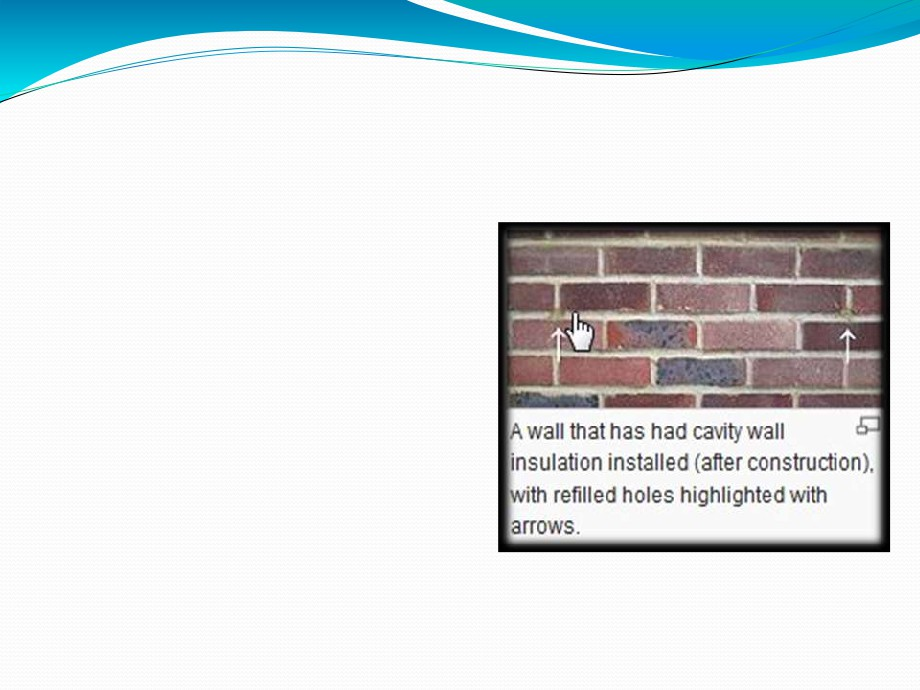 A wall that has had cavity wall
insulation installed (after construction),
with refilled holes highlighted with
arrows.